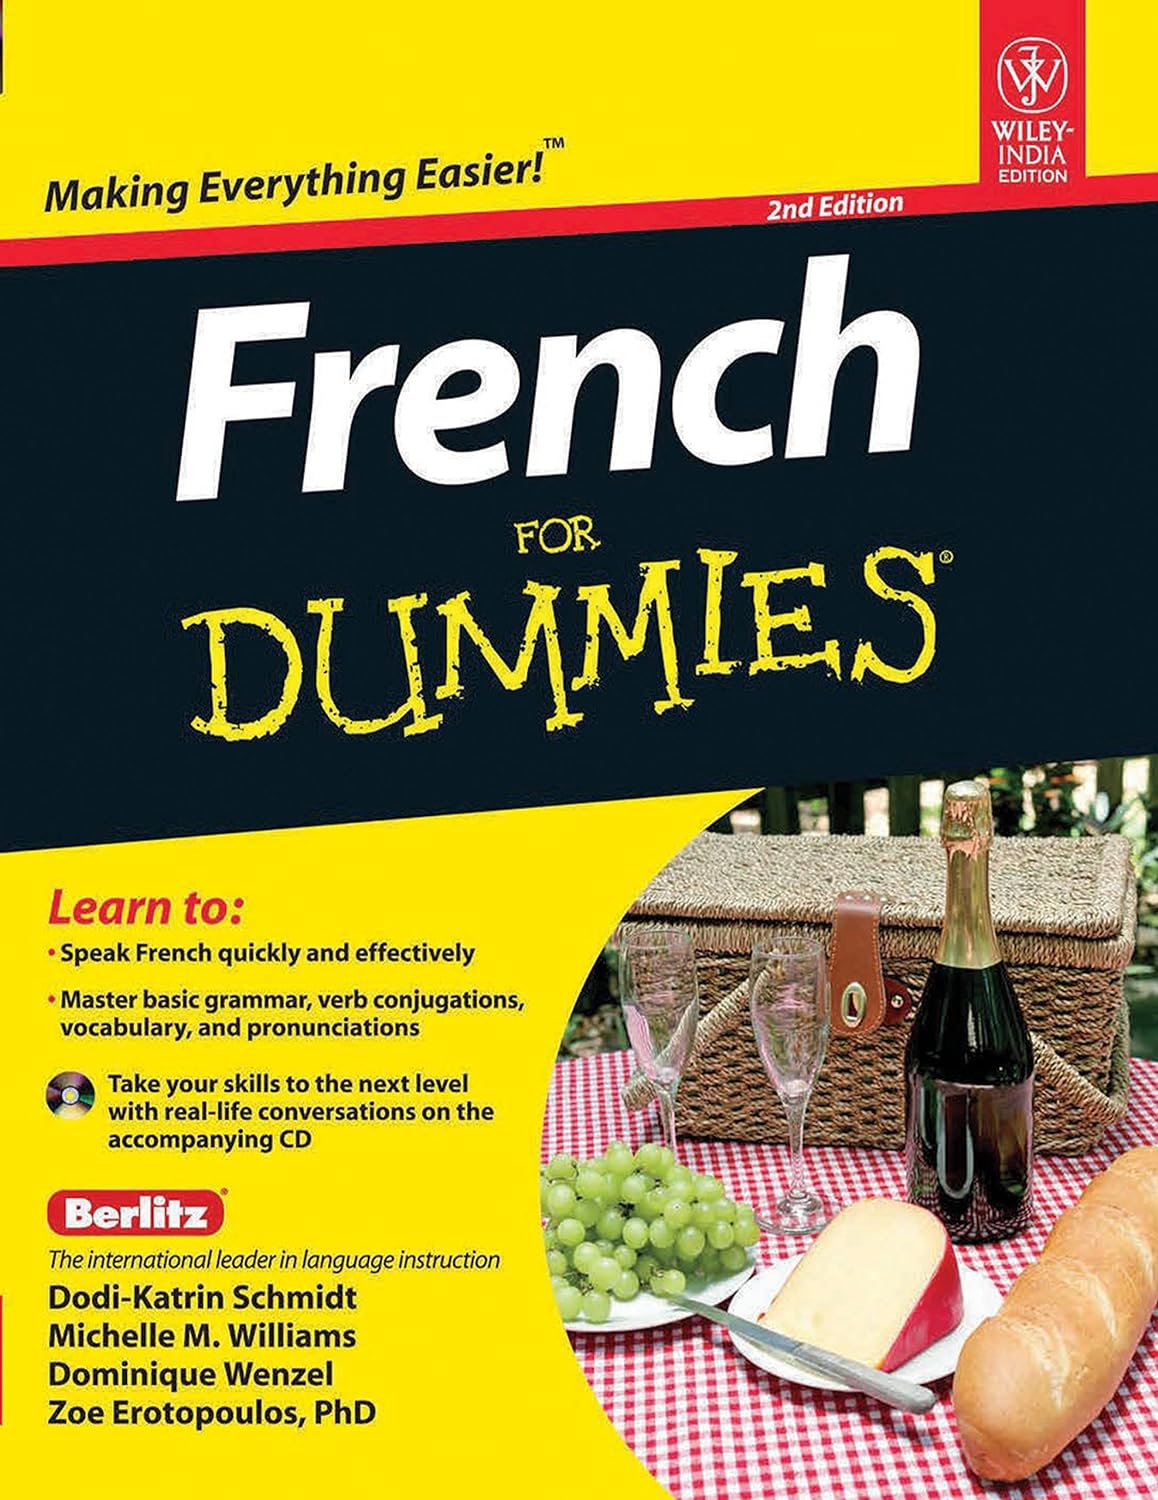 WILEY-
INDIA
EDITION
Making Everything Easier!™
2nd Edition
French
FOR
DUMMIES®
Learn to:
• Speak French quickly and effectively
• Master basic grammar, verb conjugations,
vocabulary, and pronunciations
Take your skills to the next level
with real-life conversations on the
accompanying CD
Berlitz®
The international leader in language instruction
Dodi-Katrin Schmidt
Michelle M. Williams
Dominique Wenzel
Zoe Erotopoulos, PhD